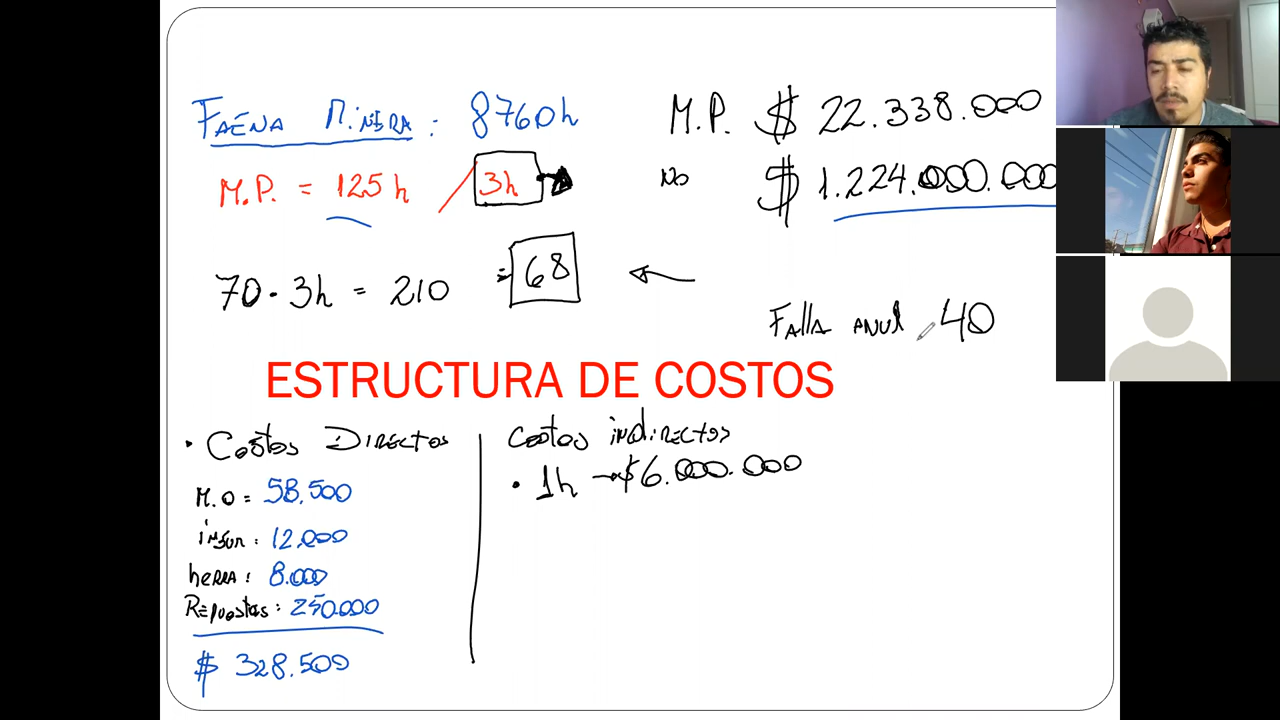 FAENA MINERA : 8760h
M.P. = 125 h / 3h
70 · 3h = 210 = 68
M.P. $ 22.338.000
No $ 1.224.000.000
Falla anul 40
ESTRUCTURA DE COSTOS
• Costos DIRECTOS
M.O = 58.500
insum : 12.000
herra : 8.000
Repuestos : 250.000
$ 328.500
Costos indirectos
• 1h → $6.000.000